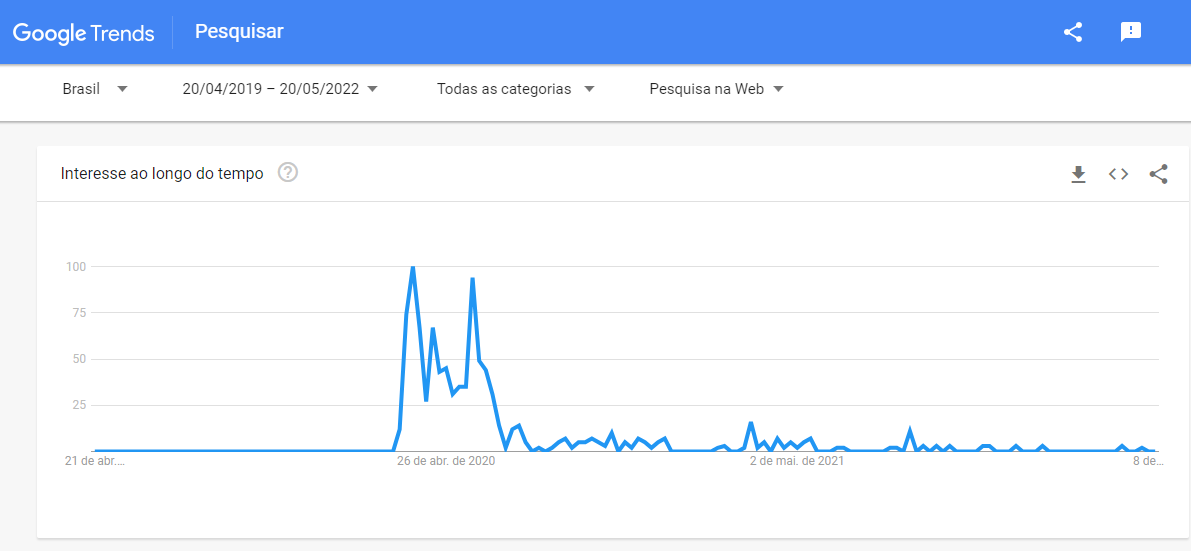 Google Trends Pesquisar
Brasil 20/04/2019 – 20/05/2022 Todas as categorias Pesquisa na Web
Interesse ao longo do tempo ?
100
75
50
25
21 de abr.... 26 de abr. de 2020 2 de mai. de 2021 8 de...